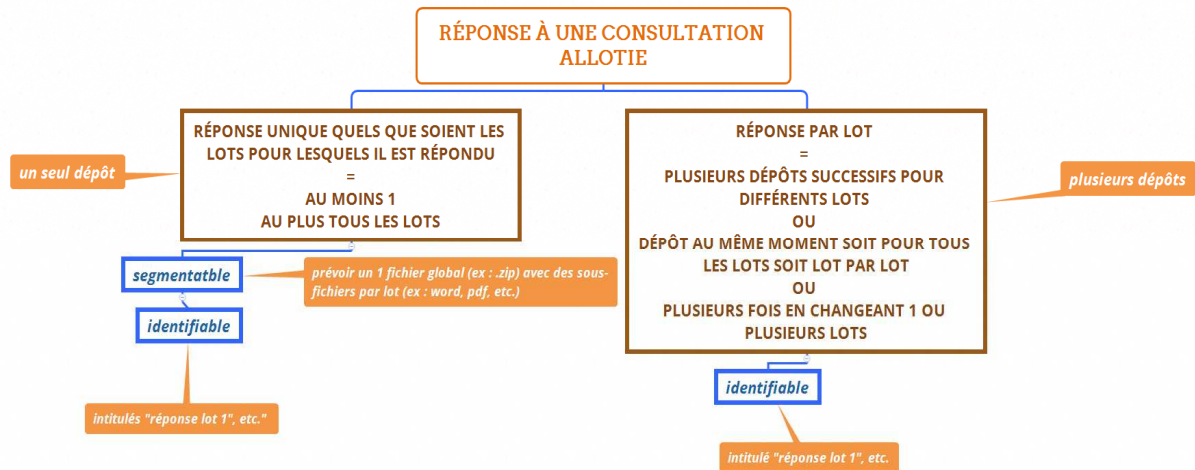 RÉPONSE À UNE CONSULTATION
ALLOTIE
RÉPONSE UNIQUE QUELS QUE SOIENT LES
LOTS POUR LESQUELS IL EST RÉPONDU
=
AU MOINS 1
AU PLUS TOUS LES LOTS
un seul dépôt
segmentatble
prévoir un 1 fichier global (ex : .zip) avec des sous-
fichiers par lot (ex : word, pdf, etc.)
identifiable
intitulés "réponse lot 1", etc."
RÉPONSE PAR LOT
=
PLUSIEURS DÉPÔTS SUCCESSIFS POUR
DIFFÉRENTS LOTS
OU
DÉPÔT AU MÊME MOMENT SOIT POUR TOUS
LES LOTS SOIT LOT PAR LOT
OU
PLUSIEURS FOIS EN CHANGEANT 1 OU
PLUSIEURS LOTS
plusieurs dépôts
identifiable
intitulé "réponse lot 1", etc.